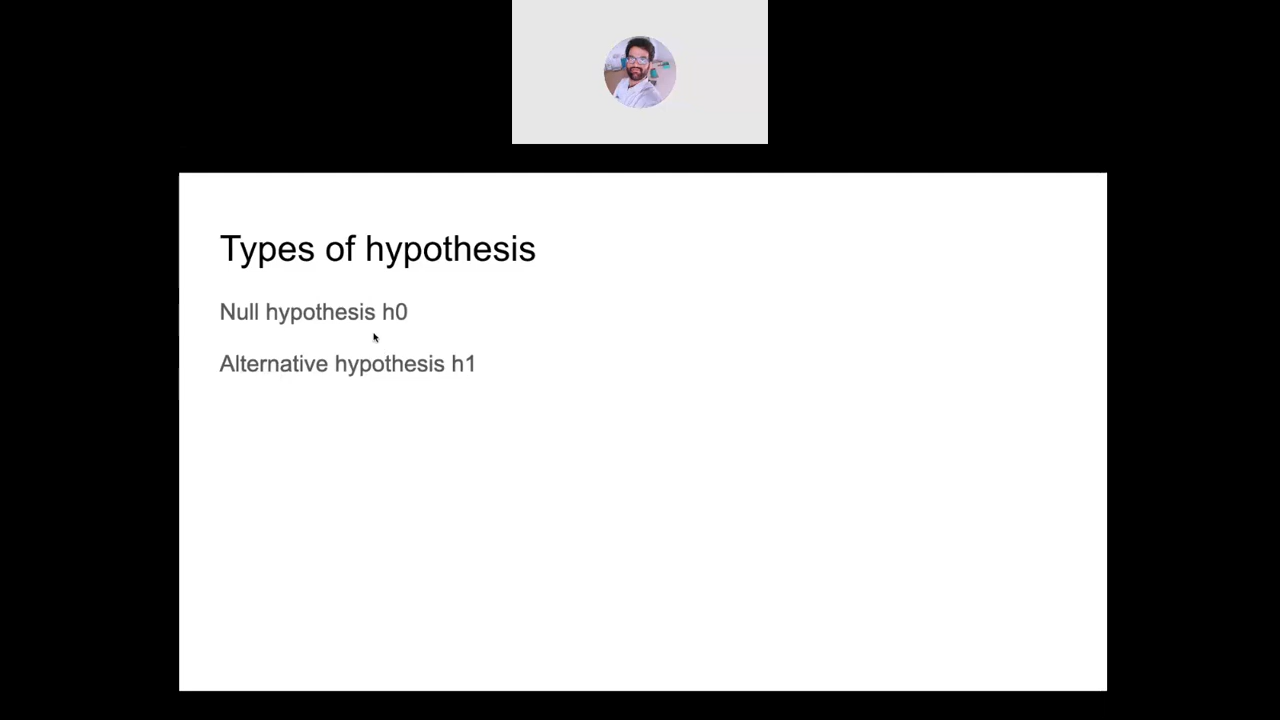 Types of hypothesis
Null hypothesis h0
Alternative hypothesis h1